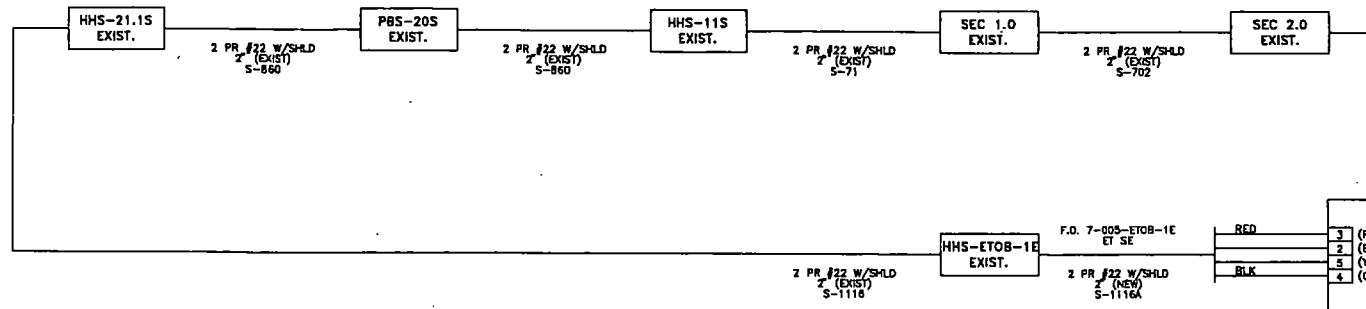 HHS-21.1S
EXIST.
PBS-20S
EXIST.
HHS-11S
EXIST.
SEC 1.0
EXIST.
SEC 2.0
EXIST.
2 PR #22 W/SHLD
2" (EXIST)
S-860
2 PR #22 W/SHLD
2" (EXIST)
S-860
2 PR #22 W/SHLD
2" (EXIST)
S-71
2 PR #22 W/SHLD
2" (EXIST)
S-702
HHS-ETOB-1E
EXIST.
F.O. 7-005-ETOB-1E
ET SE
RED
BLK
3
2
5
4
2 PR #22 W/SHLD
2" (EXIST)
S-1116
2 PR #22 W/SHLD
2" (NEW)
S-1116A